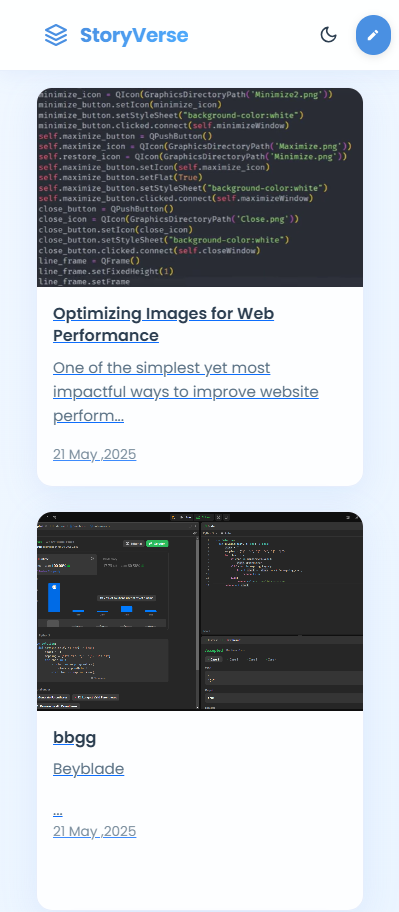 StoryVerse
minimize_icon = QIcon(GraphicsDirectoryPath('Minimize2.png'))
minimize_button.setIcon(minimize_icon)
minimize_button.setStyleSheet("background-color:white")
minimize_button.clicked.connect(self.minimizeWindow)
self.maximize_button = QPushButton()
self.maximize_icon = QIcon(GraphicsDirectoryPath('Maximize.png'))
self.restore_icon = QIcon(GraphicsDirectoryPath('Minimize.png'))
self.maximize_button.setIcon(self.maximize_icon)
self.maximize_button.setFlat(True)
self.maximize_button.setStyleSheet("background-color:white")
self.maximize_button.clicked.connect(self.maximizeWindow)
close_button = QPushButton()
close_icon = QIcon(GraphicsDirectoryPath('Close.png'))
close_button.setIcon(close_icon)
close_button.setStyleSheet("background-color:white")
close_button.clicked.connect(self.closeWindow)
line_frame = QFrame()
line_frame.setFixedHeight(1)
line_frame.setFrame
Optimizing Images for Web
Performance
One of the simplest yet most
impactful ways to improve website
perform...
21 May ,2025
Accepted
bbgg
Beyblade
...
21 May ,2025